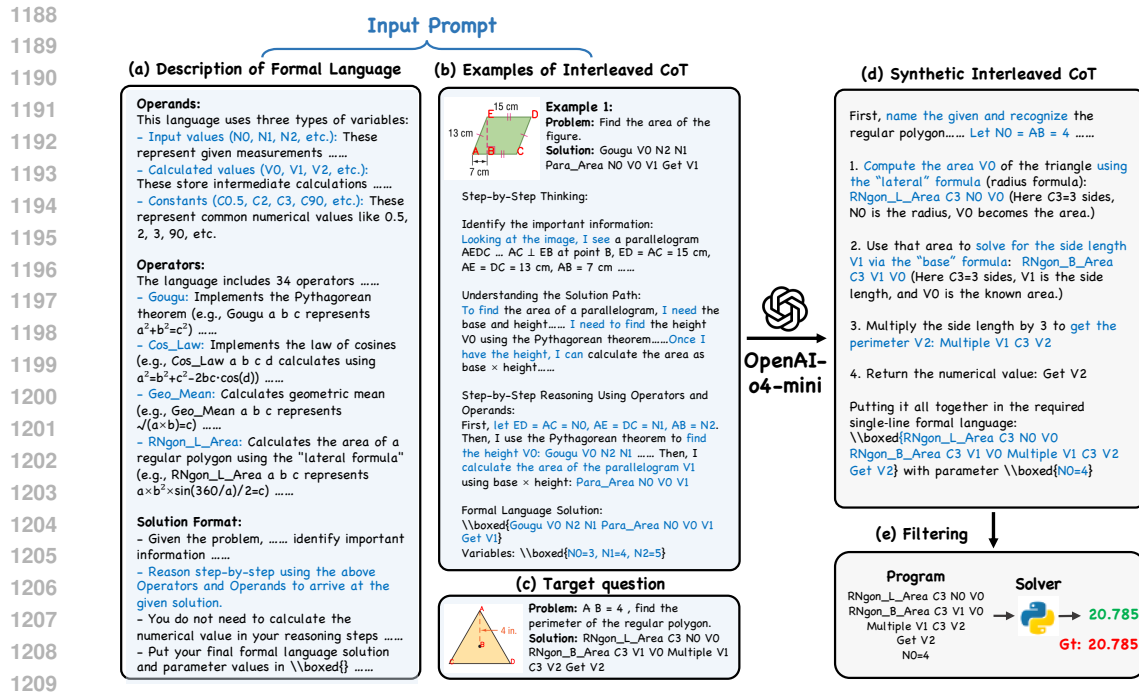 1188
1189
1190
1191
1192
1193
1194
1195
1196
1197
1198
1199
1200
1201
1202
1203
1204
1205
1206
1207
1208
1209
Input Prompt
(a) Description of Formal Language
Operands:
This language uses three types of variables:
- Input values (N0, N1, N2, etc.): These
represent given measurements ......
- Calculated values (V0, V1, V2, etc.):
These store intermediate calculations ......
- Constants (C0.5, C2, C3, C90, etc.): These
represent common numerical values like 0.5,
2, 3, 90, etc.
Operators:
The language includes 34 operators ......
- Gougu: Implements the Pythagorean
theorem (e.g., Gougu a b c represents
a²+b²=c²) ......
- Cos_Law: Implements the law of cosines
(e.g., Cos_Law a b c d calculates using
a²=b²+c²-2bc·cos(d)) ......
- Geo_Mean: Calculates geometric mean
(e.g., Geo_Mean a b c represents
√(a×b)=c) ......
- RNgon_L_Area: Calculates the area of a
regular polygon using the "lateral formula"
(e.g., RNgon_L_Area a b c represents
a×b²×sin(360/a)/2=c) ......
Solution Format:
- Given the problem, ...... identify important
information ......
- Reason step-by-step using the above
Operators and Operands to arrive at the
given solution.
- You do not need to calculate the
numerical value in your reasoning steps ......
- Put your final formal language solution
and parameter values in \\boxed{} ......
(b) Examples of Interleaved CoT
15 cm
E
D
13 cm
A
B
C
7 cm
Example 1:
Problem: Find the area of the
figure.
Solution: Gougu V0 N2 N1
Para_Area N0 V0 V1 Get V1
Step-by-Step Thinking:
Identify the important information:
Looking at the image, I see a parallelogram
AEDC ... AC ⊥ EB at point B, ED = AC = 15 cm,
AE = DC = 13 cm, AB = 7 cm ......
Understanding the Solution Path:
To find the area of a parallelogram, I need the
base and height...... I need to find the height
V0 using the Pythagorean theorem......Once I
have the height, I can calculate the area as
base × height......
Step-by-Step Reasoning Using Operators and
Operands:
First, let ED = AC = N0, AE = DC = N1, AB = N2.
Then, I use the Pythagorean theorem to find
the height V0: Gougu V0 N2 N1 ...... Then, I
calculate the area of the parallelogram V1
using base × height: Para_Area N0 V0 V1
Formal Language Solution:
\\boxed{Gougu V0 N2 N1 Para_Area N0 V0 V1
Get V1}
Variables: \\boxed{N0=3, N1=4, N2=5}
(c) Target question
A
4 in.
B
C
D
Problem: A B = 4 , find the
perimeter of the regular polygon.
Solution: RNgon_L_Area C3 N0 V0
RNgon_B_Area C3 V1 V0 Multiple V1
C3 V2 Get V2
OpenAI-
o4-mini
(d) Synthetic Interleaved CoT
First, name the given and recognize the
regular polygon...... Let N0 = AB = 4 ......
1. Compute the area V0 of the triangle using
the "lateral" formula (radius formula):
RNgon_L_Area C3 N0 V0 (Here C3=3 sides,
N0 is the radius, V0 becomes the area.)
2. Use that area to solve for the side length
V1 via the "base" formula: RNgon_B_Area
C3 V1 V0 (Here C3=3 sides, V1 is the side
length, and V0 is the known area.)
3. Multiply the side length by 3 to get the
perimeter V2: Multiple V1 C3 V2
4. Return the numerical value: Get V2
Putting it all together in the required
single-line formal language:
\\boxed{RNgon_L_Area C3 N0 V0
RNgon_B_Area C3 V1 V0 Multiple V1 C3 V2
Get V2} with parameter \\boxed{N0=4}
(e) Filtering
Program
RNgon_L_Area C3 N0 V0
RNgon_B_Area C3 V1 V0
Multiple V1 C3 V2
Get V2
N0=4
Solver
20.785
Gt: 20.785